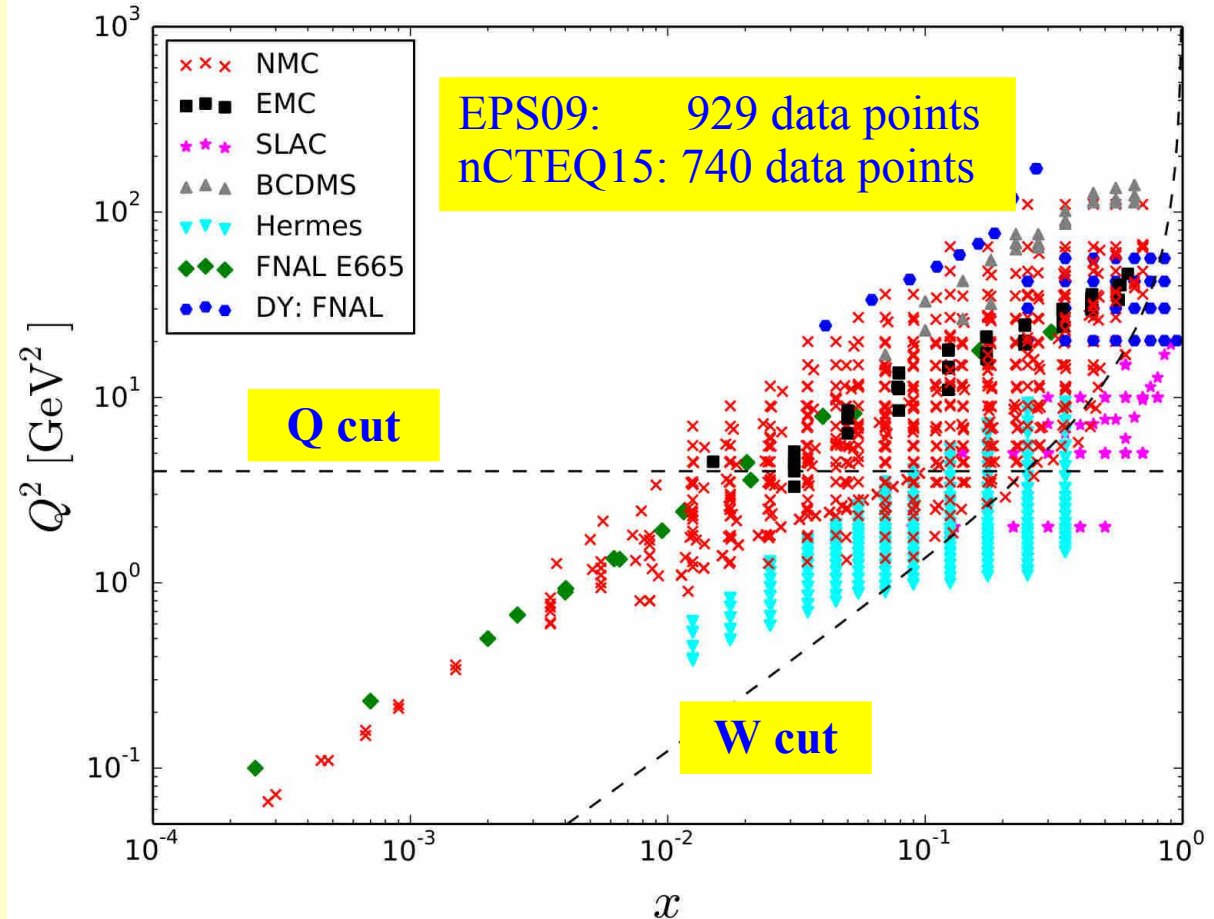 10^3
10^2
10^1
10^0
10^-1
Q^2 [GeV^2]
NMC
EMC
SLAC
BCDMS
Hermes
FNAL E665
DY: FNAL
EPS09: 929 data points
nCTEQ15: 740 data points
Q cut
W cut
10^-4 10^-3 10^-2 10^-1 10^0
x